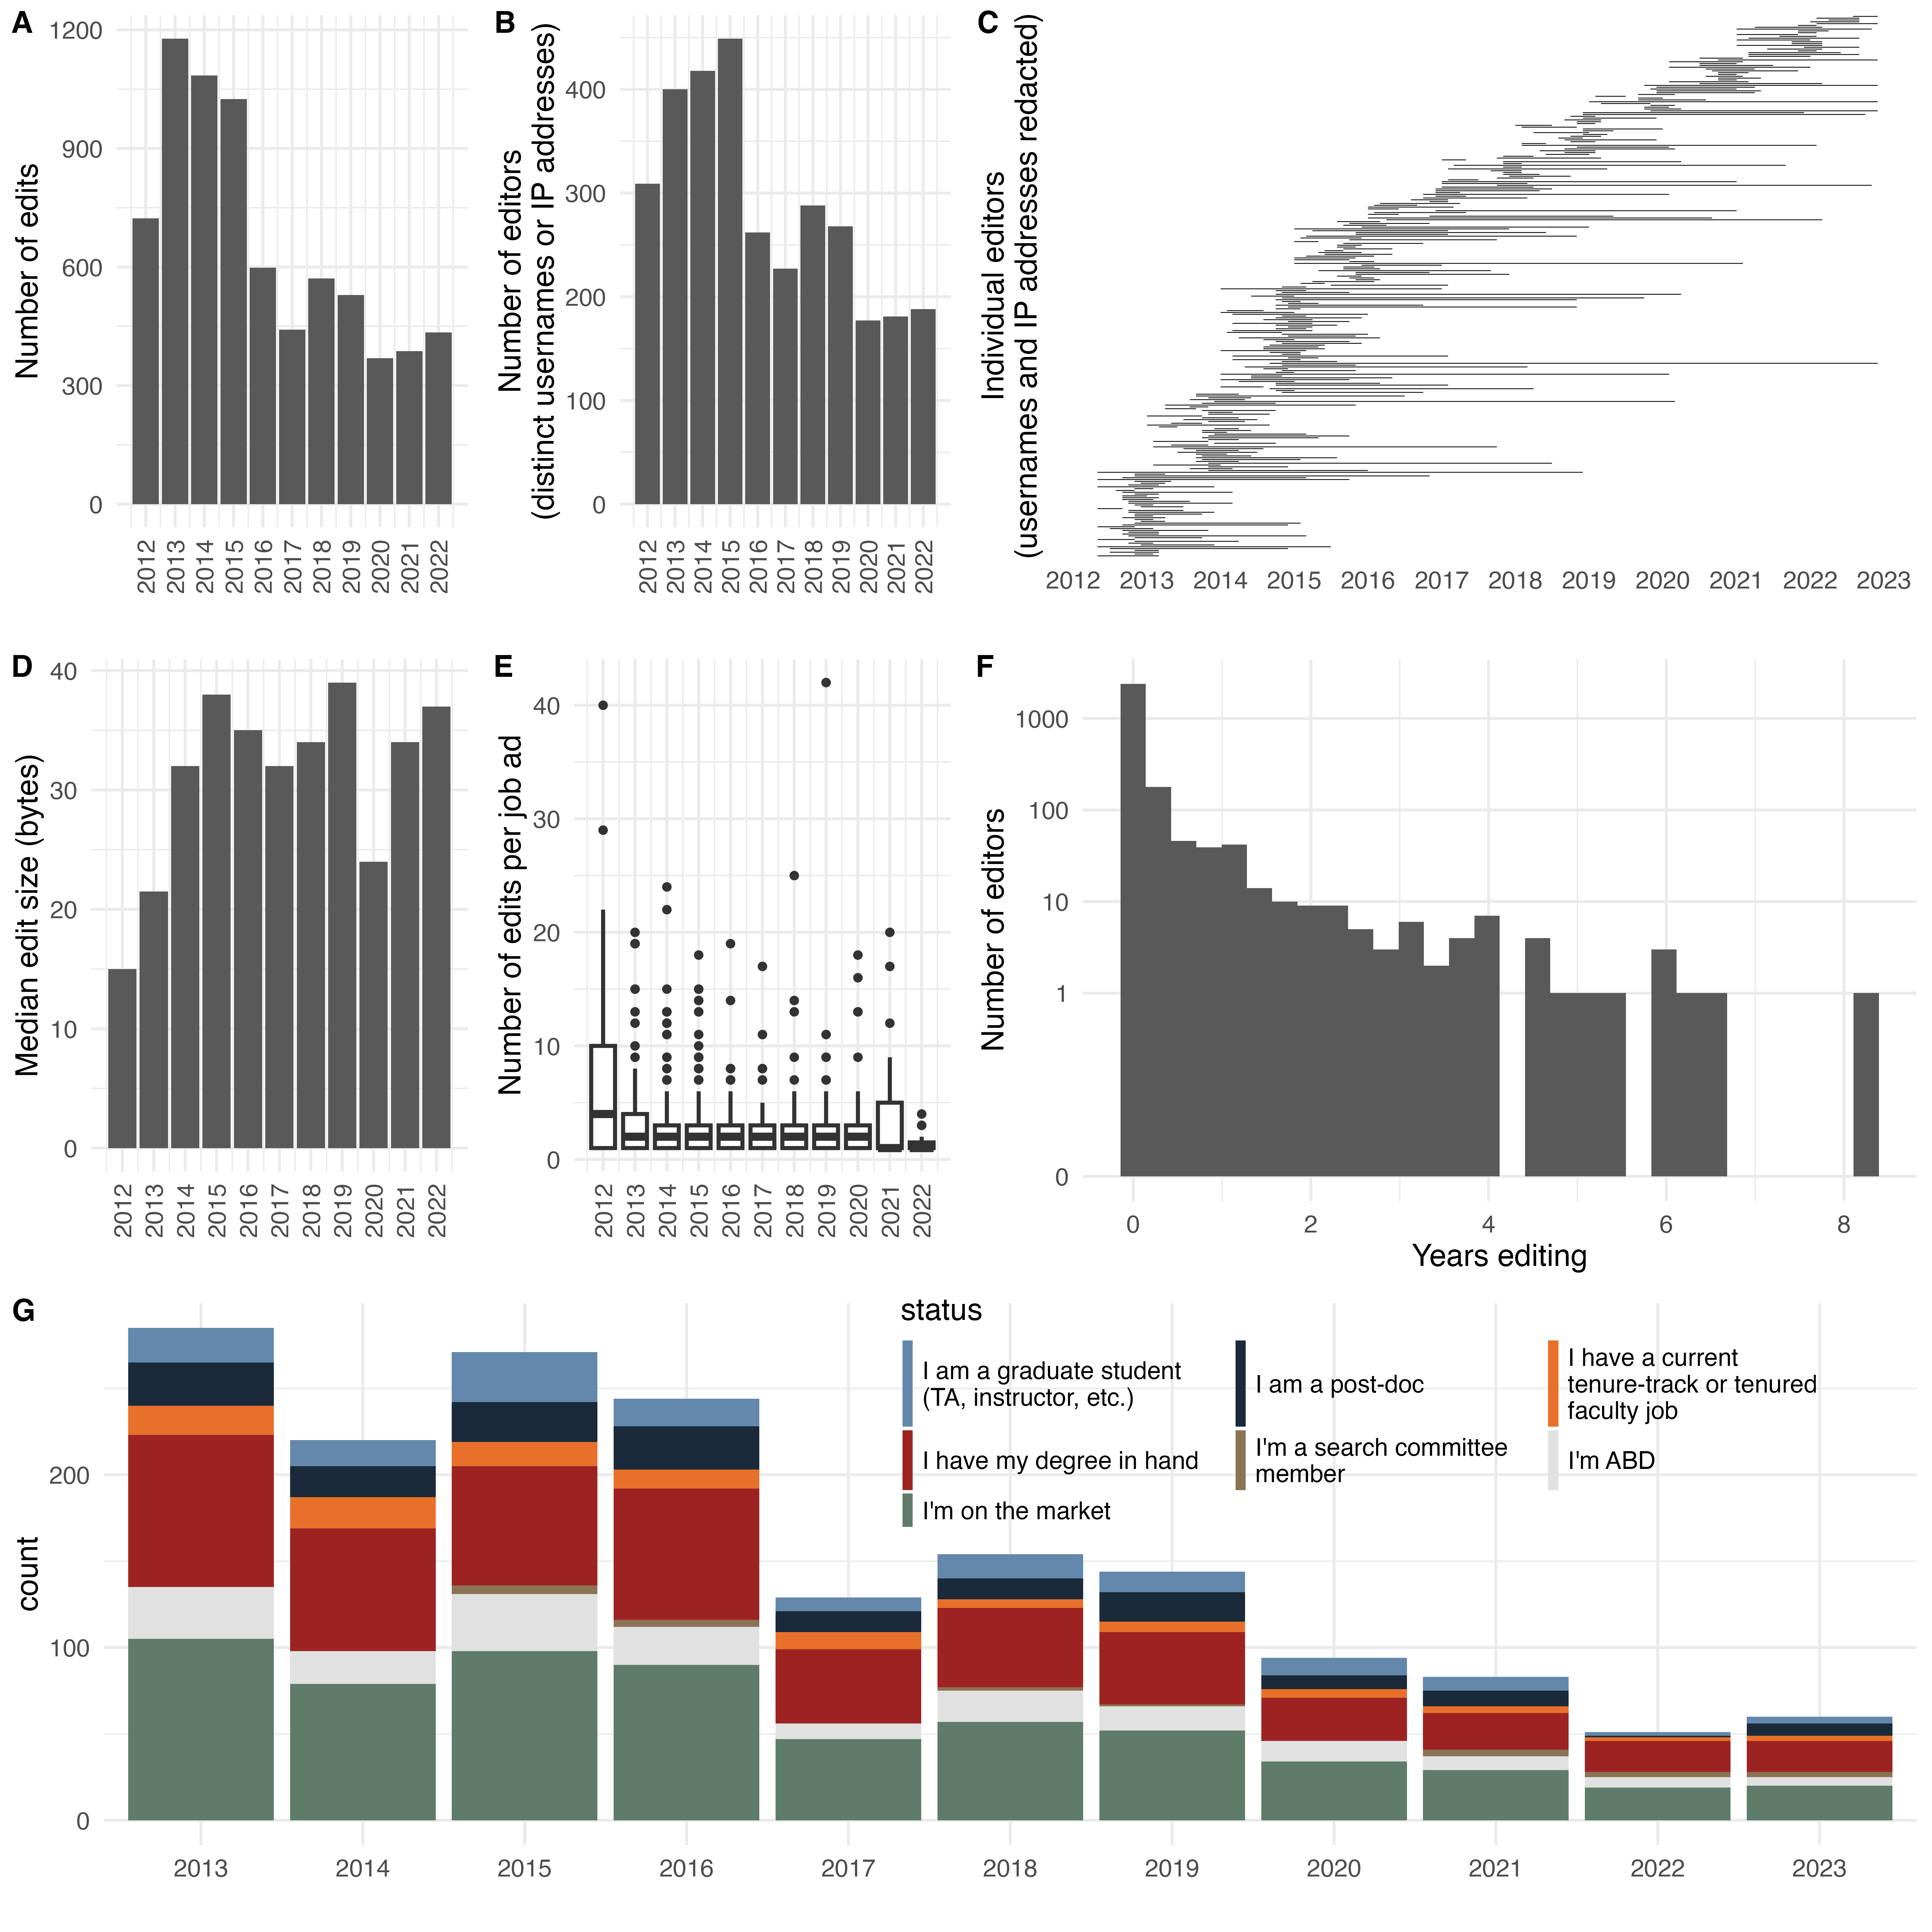 A
Number of edits
1200
900
600
300
0
2012
2013
2014
2015
2016
2017
2018
2019
2020
2021
2022
B
Number of editors
(distinct usernames or IP addresses)
400
300
200
100
0
2012
2013
2014
2015
2016
2017
2018
2019
2020
2021
2022
C
Individual editors
(usernames and IP addresses redacted)
2012 2013 2014 2015 2016 2017 2018 2019 2020 2021 2022 2023
D
Median edit size (bytes)
40
30
20
10
0
2012
2013
2014
2015
2016
2017
2018
2019
2020
2021
2022
E
Number of edits per job ad
40
30
20
10
0
2012
2013
2014
2015
2016
2017
2018
2019
2020
2021
2022
F
Number of editors
1000
100
10
1
0
0 2 4 6 8
Years editing
G
count
200
100
0
status
I am a graduate student
(TA, instructor, etc.)
I am a post-doc
I have a current
tenure-track or tenured
faculty job
I have my degree in hand
I'm a search committee
member
I'm ABD
I'm on the market
2013 2014 2015 2016 2017 2018 2019 2020 2021 2022 2023